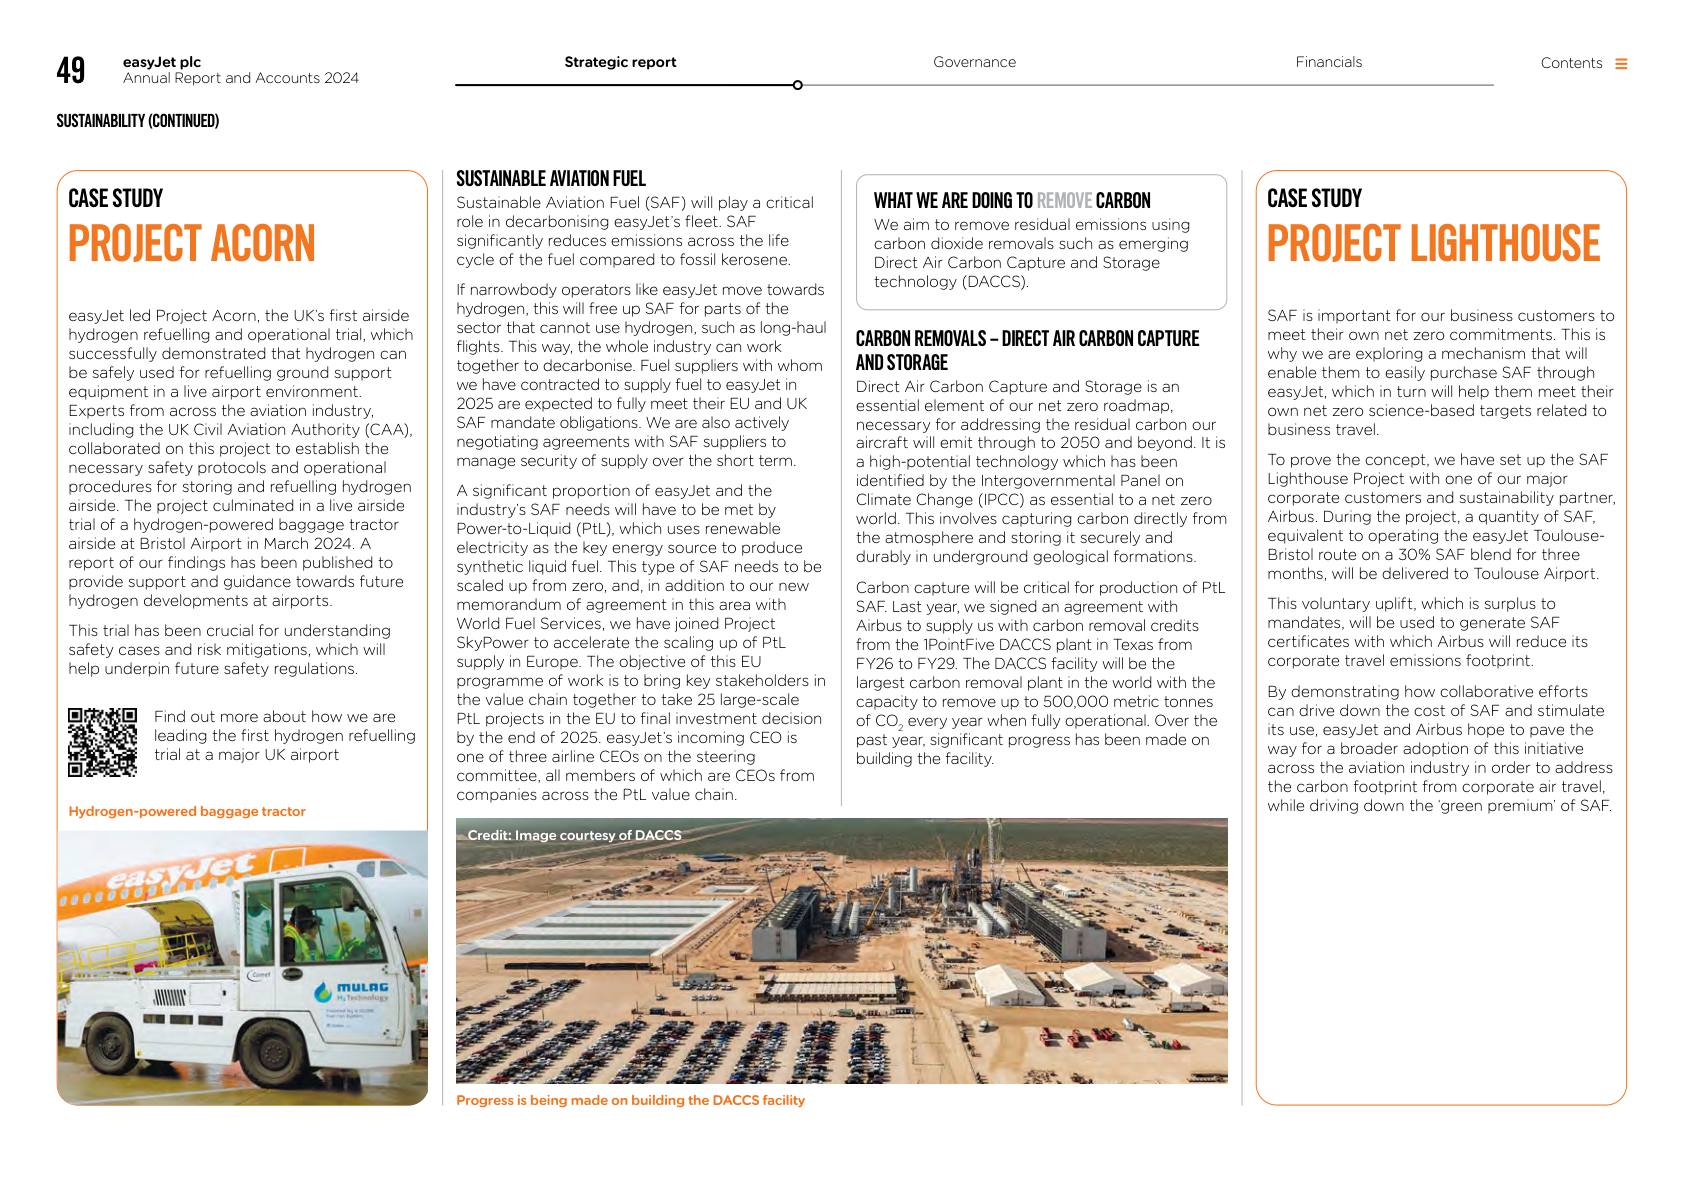 49
easyJet plc
Annual Report and Accounts 2024
Strategic report
Governance
Financials
Contents
SUSTAINABILITY (CONTINUED)
CASE STUDY
PROJECT ACORN
easyJet led Project Acorn, the UK's first airside
hydrogen refuelling and operational trial, which
successfully demonstrated that hydrogen can
be safely used for refuelling ground support
equipment in a live airport environment.
Experts from across the aviation industry,
including the UK Civil Aviation Authority (CAA),
collaborated on this project to establish the
necessary safety protocols and operational
procedures for storing and refuelling hydrogen
airside. The project culminated in a live airside
trial of a hydrogen-powered baggage tractor
airside at Bristol Airport in March 2024. A
report of our findings has been published to
provide support and guidance towards future
hydrogen developments at airports.
This trial has been crucial for understanding
safety cases and risk mitigations, which will
help underpin future safety regulations.
Find out more about how we are
leading the first hydrogen refuelling
trial at a major UK airport
Hydrogen-powered baggage tractor
easyJet
Comet
MULAG
H₂Technology
SUSTAINABLE AVIATION FUEL
Sustainable Aviation Fuel (SAF) will play a critical
role in decarbonising easyJet's fleet. SAF
significantly reduces emissions across the life
cycle of the fuel compared to fossil kerosene.
If narrowbody operators like easyJet move towards
hydrogen, this will free up SAF for parts of the
sector that cannot use hydrogen, such as long-haul
flights. This way, the whole industry can work
together to decarbonise. Fuel suppliers with whom
we have contracted to supply fuel to easyJet in
2025 are expected to fully meet their EU and UK
SAF mandate obligations. We are also actively
negotiating agreements with SAF suppliers to
manage security of supply over the short term.
A significant proportion of easyJet and the
industry's SAF needs will have to be met by
Power-to-Liquid (PtL), which uses renewable
electricity as the key energy source to produce
synthetic liquid fuel. This type of SAF needs to be
scaled up from zero, and, in addition to our new
memorandum of agreement in this area with
World Fuel Services, we have joined Project
SkyPower to accelerate the scaling up of PtL
supply in Europe. The objective of this EU
programme of work is to bring key stakeholders in
the value chain together to take 25 large-scale
PtL projects in the EU to final investment decision
by the end of 2025. easyJet's incoming CEO is
one of three airline CEOs on the steering
committee, all members of which are CEOs from
companies across the PtL value chain.
WHAT WE ARE DOING TO REMOVE CARBON
We aim to remove residual emissions using
carbon dioxide removals such as emerging
Direct Air Carbon Capture and Storage
technology (DACCS).
CARBON REMOVALS – DIRECT AIR CARBON CAPTURE
AND STORAGE
Direct Air Carbon Capture and Storage is an
essential element of our net zero roadmap,
necessary for addressing the residual carbon our
aircraft will emit through to 2050 and beyond. It is
a high-potential technology which has been
identified by the Intergovernmental Panel on
Climate Change (IPCC) as essential to a net zero
world. This involves capturing carbon directly from
the atmosphere and storing it securely and
durably in underground geological formations.
Carbon capture will be critical for production of PtL
SAF. Last year, we signed an agreement with
Airbus to supply us with carbon removal credits
from the 1PointFive DACCS plant in Texas from
FY26 to FY29. The DACCS facility will be the
largest carbon removal plant in the world with the
capacity to remove up to 500,000 metric tonnes
of CO₂ every year when fully operational. Over the
past year, significant progress has been made on
building the facility.
Credit: Image courtesy of DACCS
Progress is being made on building the DACCS facility
CASE STUDY
PROJECT LIGHTHOUSE
SAF is important for our business customers to
meet their own net zero commitments. This is
why we are exploring a mechanism that will
enable them to easily purchase SAF through
easyJet, which in turn will help them meet their
own net zero science-based targets related to
business travel.
To prove the concept, we have set up the SAF
Lighthouse Project with one of our major
corporate customers and sustainability partner,
Airbus. During the project, a quantity of SAF,
equivalent to operating the easyJet Toulouse-
Bristol route on a 30% SAF blend for three
months, will be delivered to Toulouse Airport.
This voluntary uplift, which is surplus to
mandates, will be used to generate SAF
certificates with which Airbus will reduce its
corporate travel emissions footprint.
By demonstrating how collaborative efforts
can drive down the cost of SAF and stimulate
its use, easyJet and Airbus hope to pave the
way for a broader adoption of this initiative
across the aviation industry in order to address
the carbon footprint from corporate air travel,
while driving down the 'green premium' of SAF.